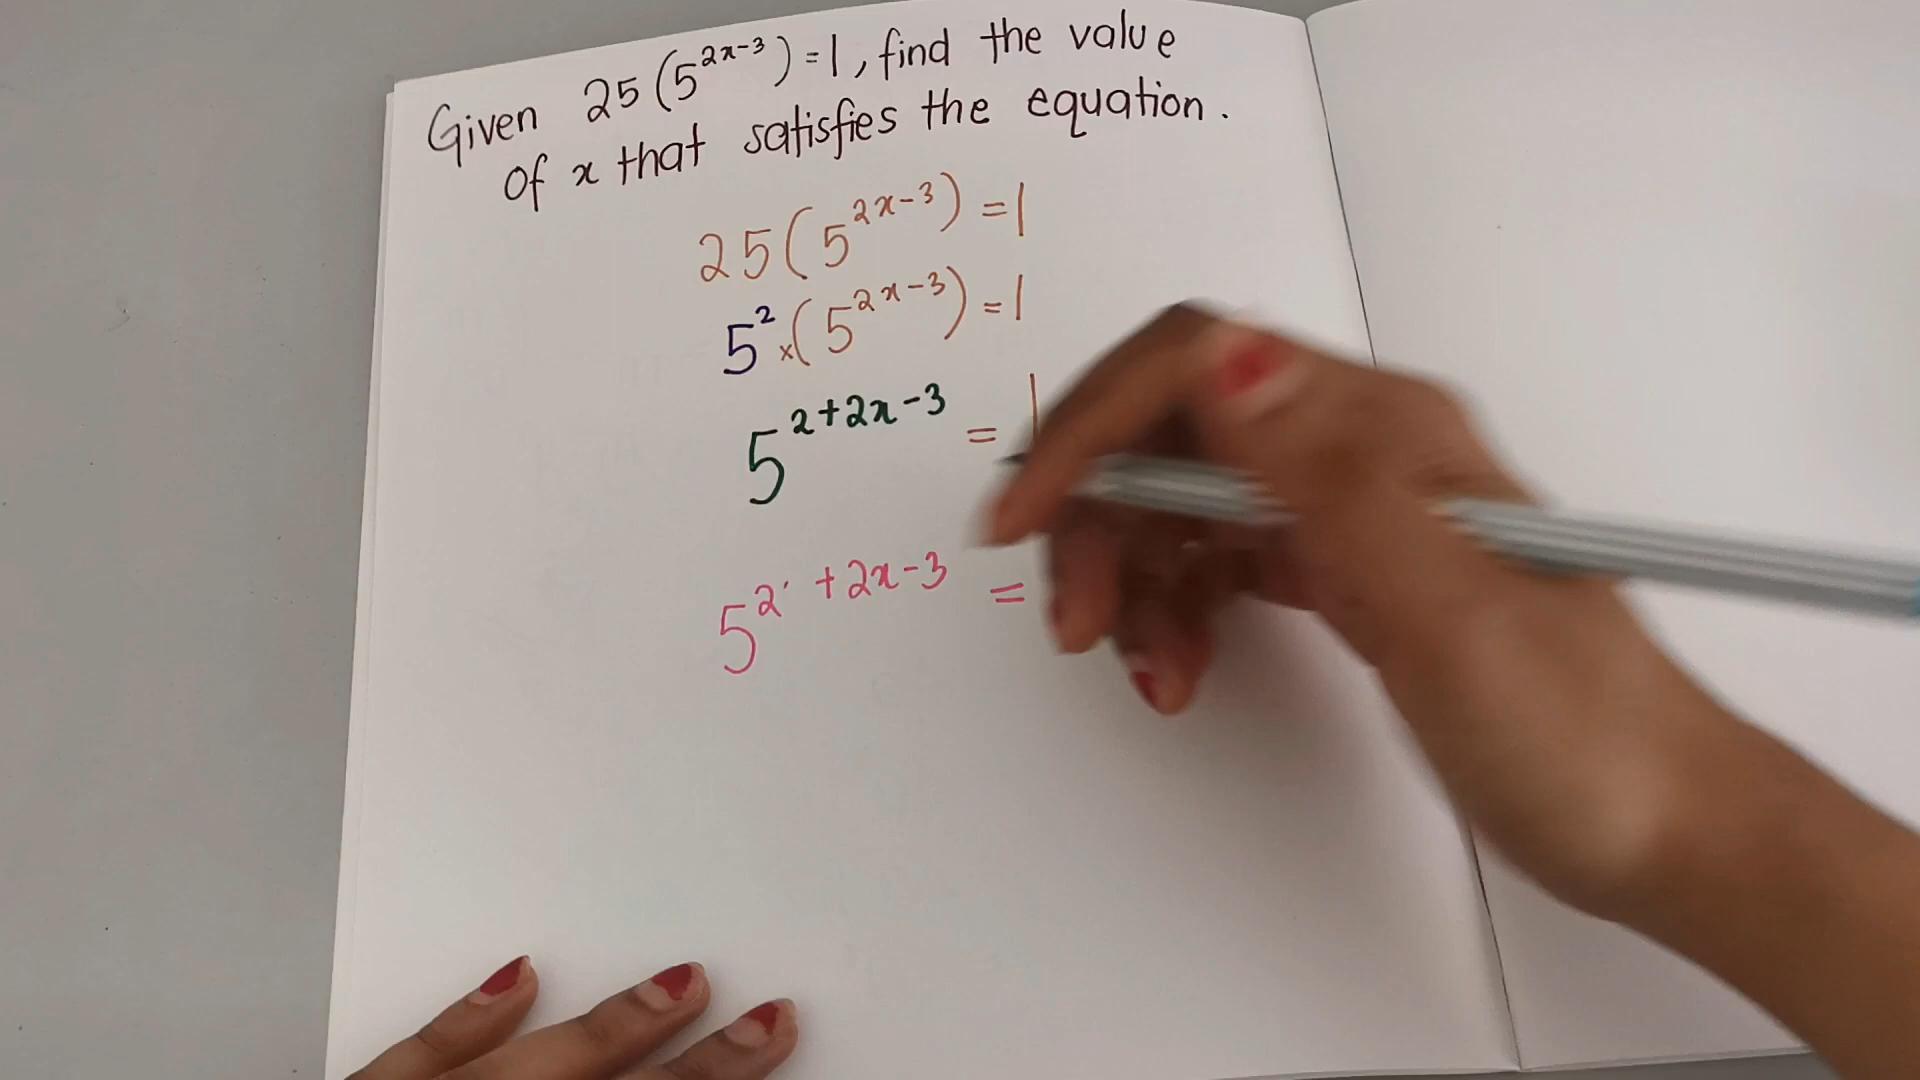 Given 25(5^{2x-3})=1, find the value
of x that satisfies the equation.
25(5^{2x-3})=1
5^2×(5^{2x-3})=1
5^{2+2x-3}=1
5^{2+2x-3}=